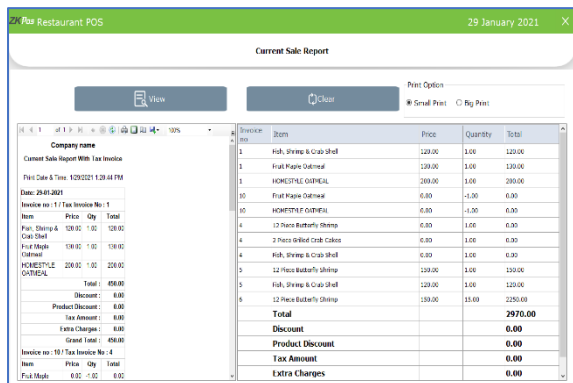 ZKPos Restaurant POS
29 January 2021 X
Current Sale Report
View
Clear
Print Option
Small Print Big Print
1 of 1 100%
Company name
Current Sale Report With Tax Invoice
Print Date & Time: 1/29/2021 1:20:44 PM
Date: 29-01-2021
Invoice no : 1 / Tax Invoice No : 1
Item Price Qty Total
Fish, Shrimp & Crab Shell 120.00 1.00 120.00
Fruit Maple Oatmeal 130.00 1.00 130.00
HOMESTYLE OATMEAL 200.00 1.00 200.00
Total : 450.00
Discount : 0.00
Product Discount : 0.00
Tax Amount : 0.00
Extra Charges : 0.00
Grand Total : 450.00
Invoice no : 10 / Tax Invoice No : 4
Item Price Qty Total
Fruit Maple 0.00 -1.00 0.00
Invoice no Item Price Quantity Total
1 Fish, Shrimp & Crab Shell 120.00 1.00 120.00
1 Fruit Maple Oatmeal 130.00 1.00 130.00
1 HOMESTYLE OATMEAL 200.00 1.00 200.00
10 Fruit Maple Oatmeal 0.00 -1.00 0.00
10 HOMESTYLE OATMEAL 0.00 -1.00 0.00
4 12 Piece Butterfly Shrimp 0.00 1.00 0.00
4 2 Piece Grilled Crab Cakes 0.00 1.00 0.00
4 Fish, Shrimp & Crab Shell 0.00 1.00 0.00
5 12 Piece Butterfly Shrimp 150.00 1.00 150.00
5 Fish, Shrimp & Crab Shell 120.00 1.00 120.00
6 12 Piece Butterfly Shrimp 150.00 15.00 2250.00
Total 2970.00
Discount 0.00
Product Discount 0.00
Tax Amount 0.00
Extra Charges 0.00